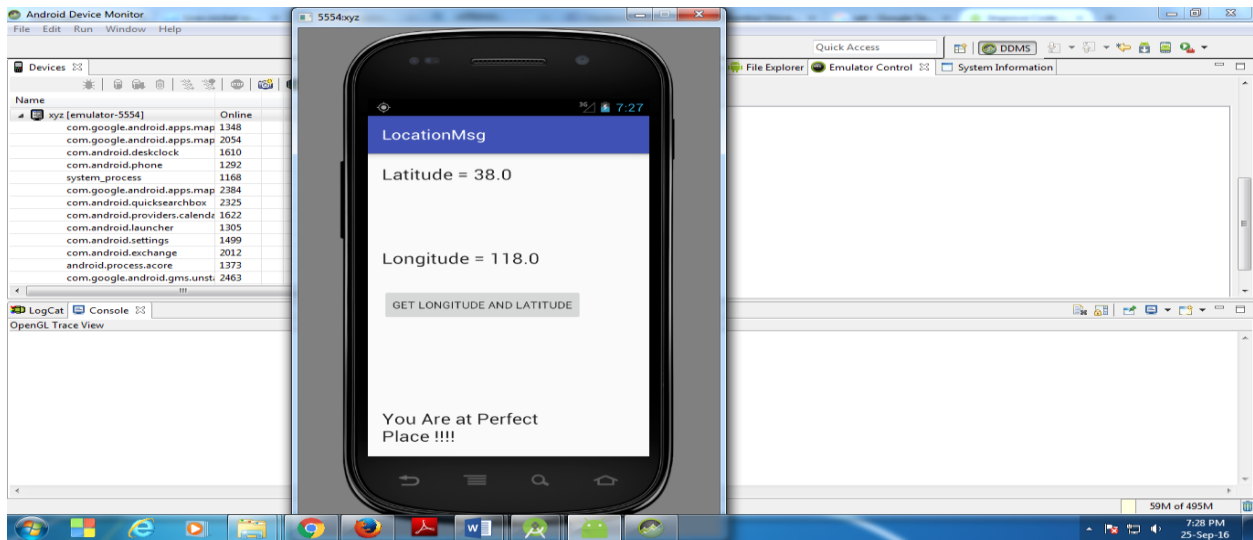 Android Device Monitor
File Edit Run Window Help
Quick Access
DDMS
Devices
File Explorer
Emulator Control
System Information
Name
xyz [emulator-5554] Online
com.google.android.apps.map 1348
com.google.android.apps.map 2054
com.android.deskclock 1610
com.android.phone 1292
system_process 1168
com.google.android.apps.map 2384
com.android.quicksearchbox 2325
com.android.providers.calenda 1622
com.android.launcher 1305
com.android.settings 1499
com.android.exchange 2012
android.process.acore 1373
com.google.android.gms.unst 2463
LogCat
Console
OpenGL Trace View
5554:xyz
3G 7:27
LocationMsg
Latitude = 38.0
Longitude = 118.0
GET LONGITUDE AND LATITUDE
You Are at Perfect
Place !!!!
59M of 495M
7:28 PM
25-Sep-16